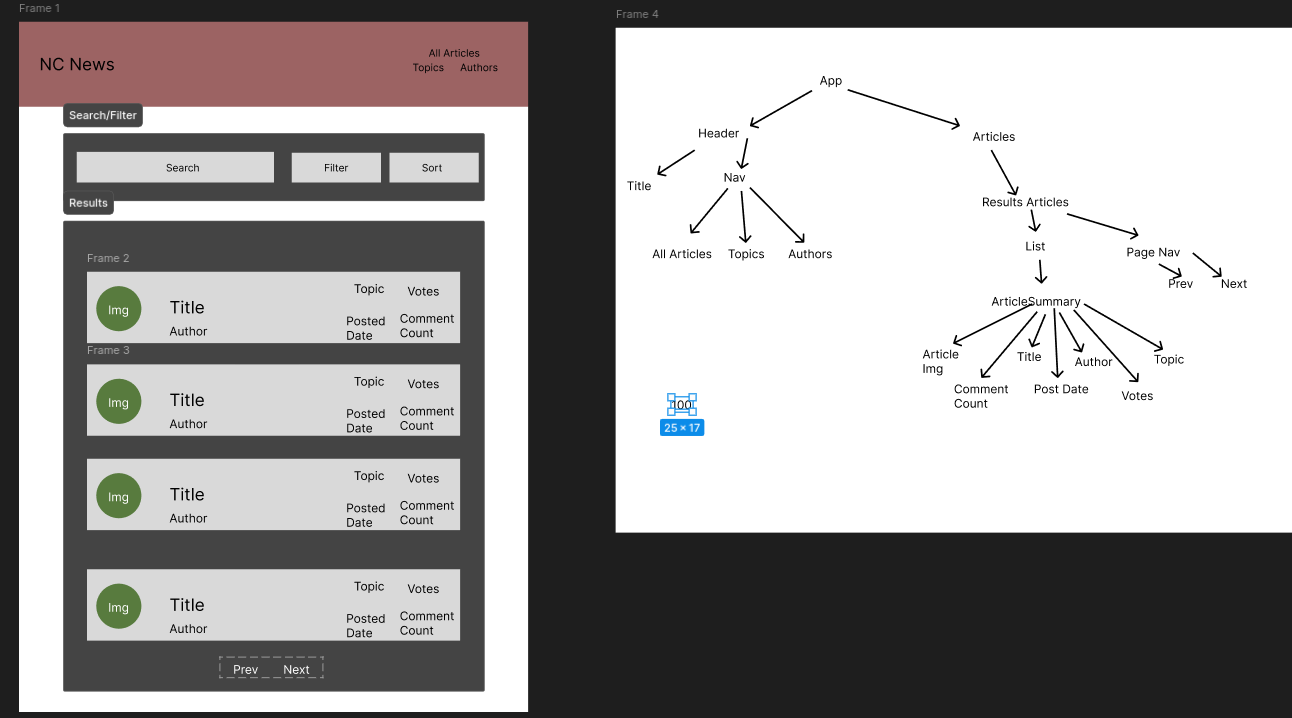 Frame 1
NC News
All Articles
Topics Authors
Search/Filter
Search Filter Sort
Results
Frame 2
Img
Title
Author
Topic
Votes
Posted
Date
Comment
Count
Frame 3
Img
Title
Author
Topic
Votes
Posted
Date
Comment
Count
Img
Title
Author
Topic
Votes
Posted
Date
Comment
Count
Img
Title
Author
Topic
Votes
Posted
Date
Comment
Count
Prev Next
Frame 4
App
Header
Articles
Title
Nav
Results Articles
All Articles
Topics
Authors
List
Page Nav
Prev
Next
ArticleSummary
Article
Img
Comment
Count
Title
Post Date
Author
Votes
Topic
100
25 × 17